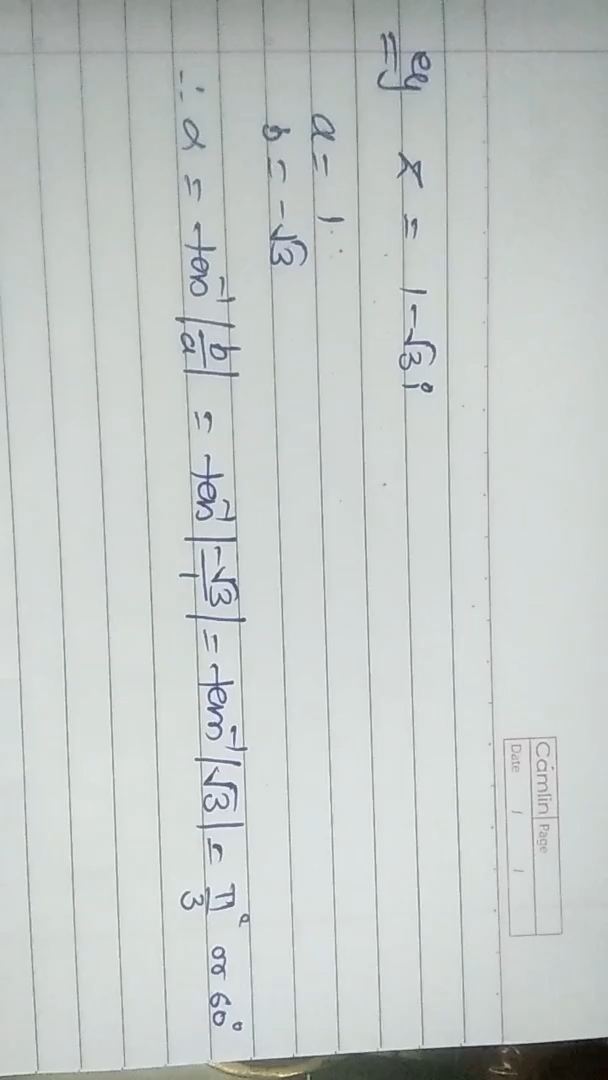 Camlin Page
Date / /
eg z = 1 - √3i
a = 1
b = -√3
∴ α = tan⁻¹ |b/a| = tan⁻¹ |-√3/1| = tan⁻¹ |√3| = π/3 ᶜ or 60°